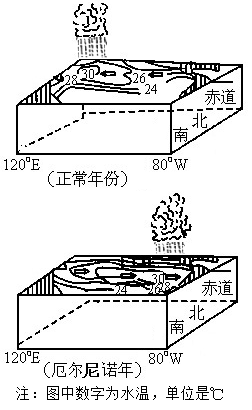 28 30 26 24
赤道
北
南
120°E 80°W
(正常年份)
24 30 26 28
赤道
北
南
120°E 80°W
(厄尔尼诺年)
注：图中数字为水温，单位是℃